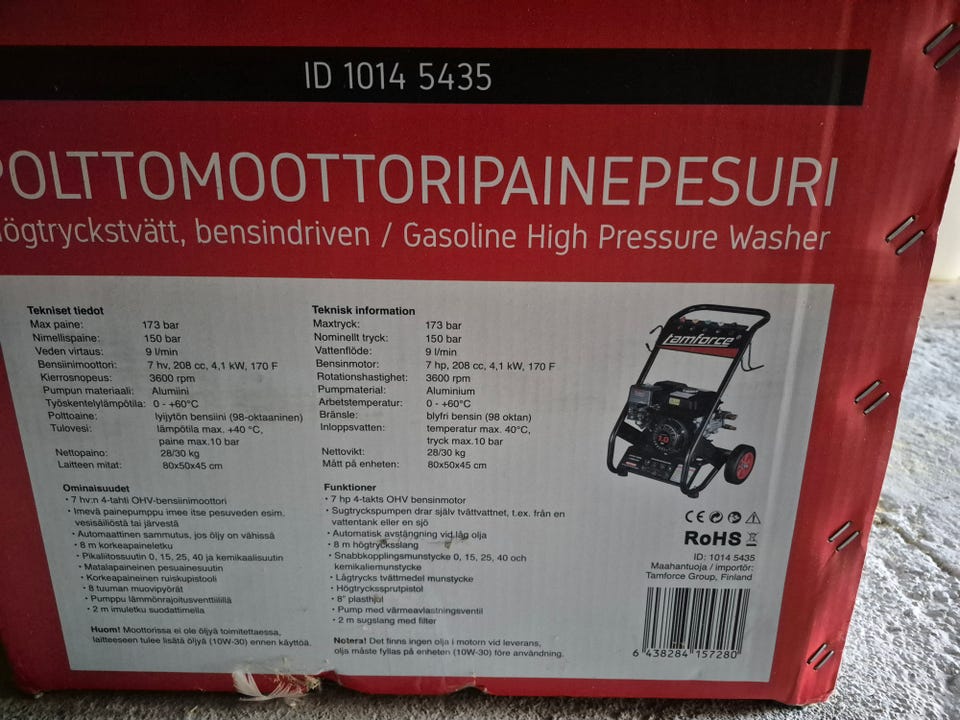 ID 1014 5435
POLTTOMOOTTORIPAINEPESURI
ögtryckstvätt, bensindriven / Gasoline High Pressure Washer
Tekniset tiedot
Max paine: 173 bar
Nimellispaine: 150 bar
Veden virtaus: 9 l/min
Bensiinimoottori: 7 hv, 208 cc, 4,1 kW, 170 F
Kierrosnopeus: 3600 rpm
Pumpun materiaali: Alumiini
Työskentelylämpötila: 0 - +60°C
Polttoaine: lyijytön bensiini (98-oktaaninen)
Tulovesi: lämpötila max. +40 °C,
paine max.10 bar
Nettopaino: 28/30 kg
Laitteen mitat: 80x50x45 cm
Ominaisuudet
• 7 hv:n 4-tahti OHV-bensiinimoottori
• Imevä painepumppu imee itse pesuveden esim.
vesisäiliöstä tai järvestä
• Automaattinen sammutus, jos öljy on vähissä
• 8 m korkeapaineletku
• Pikaliitossuutin 0, 15, 25, 40 ja kemikaalisuutin
• Matalapaineinen pesuainesuutin
• Korkeapaineinen ruiskupistooli
• 8 tuuman muovipyörät
• Pumppu lämmönrajoitusventtiilillä
• 2 m imuletku suodattimella
Huom! Moottorissa ei ole öljyä toimitettaessa,
laitteeseen tulee lisätä öljyä (10W-30) ennen käyttöä.
Teknisk information
Maxtryck: 173 bar
Nominellt tryck: 150 bar
Vattenflöde: 9 l/min
Bensinmotor: 7 hp, 208 cc, 4,1 kW, 170 F
Rotationshastighet: 3600 rpm
Pumpmaterial: Aluminium
Arbetstemperatur: 0 - +60°C
Bränsle: blyfri bensin (98 oktan)
Inloppsvatten: temperatur max. 40°C,
tryck max.10 bar
Nettovikt: 28/30 kg
Mått på enheten: 80x50x45 cm
Funktioner
• 7 hp 4-takts OHV bensinmotor
• Sugtryckspumpen drar själv tvättvattnet, t.ex. från en
vattentank eller en sjö
• Automatisk avstängning vid låg olja
• 8 m högtrycksslang
• Snabbkopplingsmunstycke 0, 15, 25, 40 och
kemikaliemunstycke
• Lågtrycks tvättmedel munstycke
• Högtryckssprutpistol
• 8" plasthjul
• Pump med värmeavlastningsventil
• 2 m sugslang med filter
Notera! Det finns ingen olja i motorn vid leverans,
olja måste fyllas på enheten (10W-30) före användning.
tamforce
7.0
CE
RoHS
ID: 1014 5435
Maahantuoja / importör:
Tamforce Group, Finland
6 438284 157280